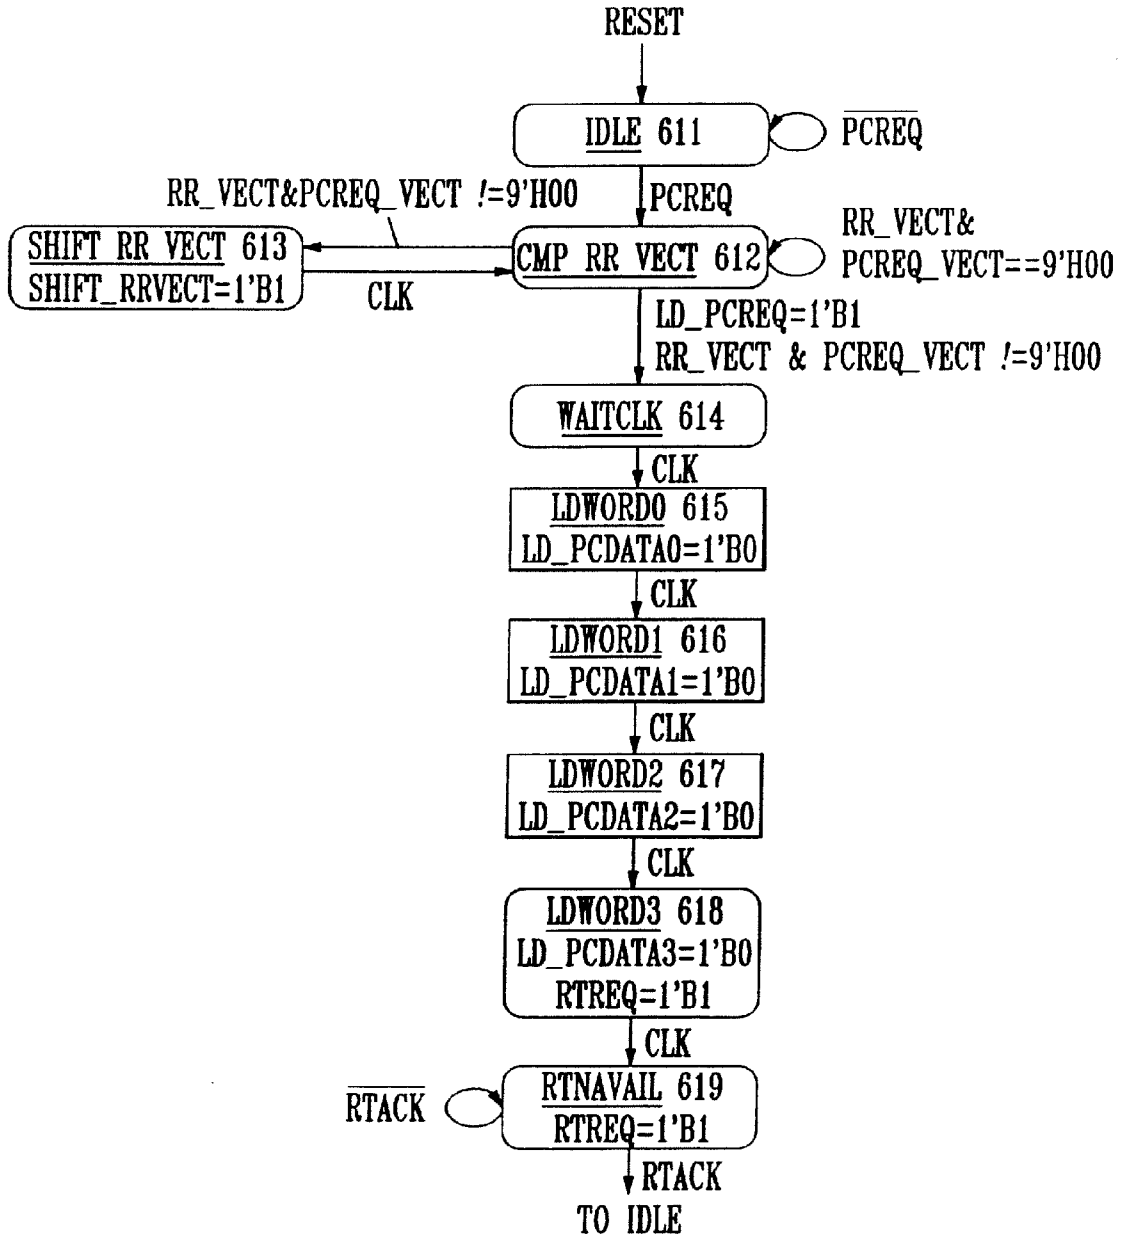 RESET
IDLE 611
PCREQ
PCREQ
RR_VECT&PCREQ_VECT !=9'H00
SHIFT RR VECT 613
SHIFT_RRVECT=1'B1
CLK
CMP RR VECT 612
RR_VECT&
PCREQ_VECT==9'H00
LD_PCREQ=1'B1
RR_VECT & PCREQ_VECT !=9'H00
WAITCLK 614
CLK
LDWORD0 615
LD_PCDATA0=1'B0
CLK
LDWORD1 616
LD_PCDATA1=1'B0
CLK
LDWORD2 617
LD_PCDATA2=1'B0
CLK
LDWORD3 618
LD_PCDATA3=1'B0
RTREQ=1'B1
CLK
RTACK
RTNAVAIL 619
RTREQ=1'B1
RTACK
TO IDLE